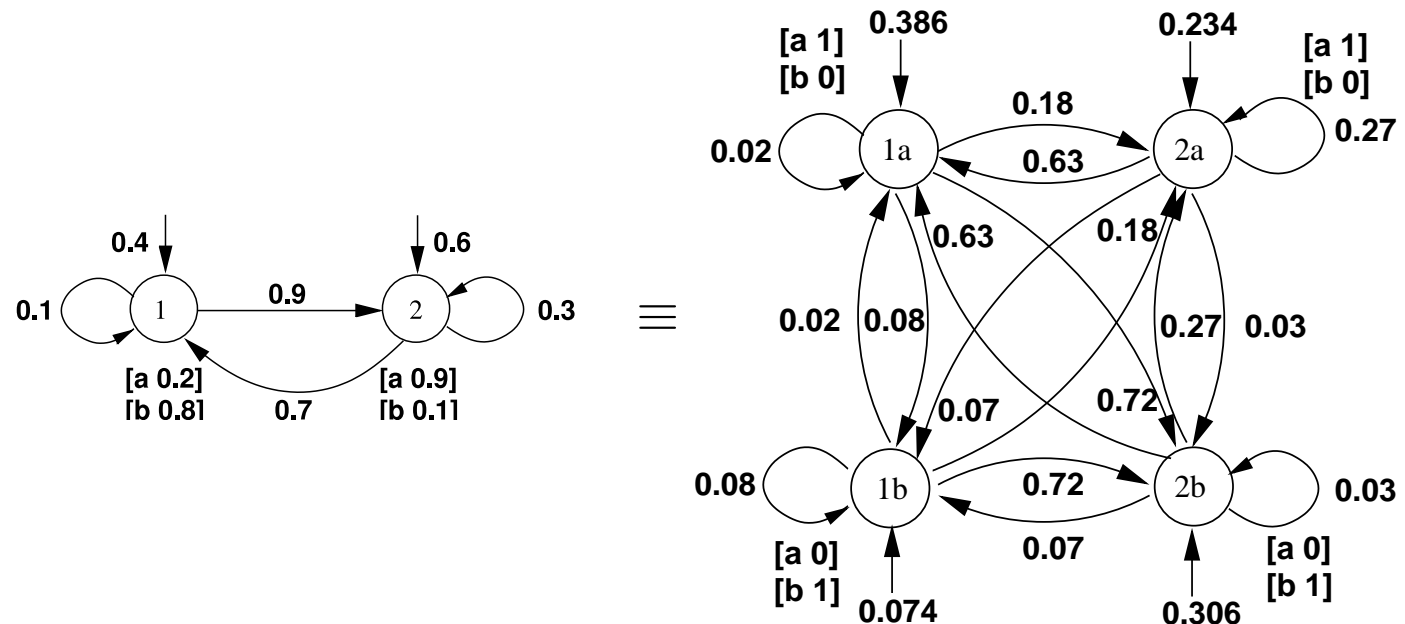 0.4
0.6
0.1
1
0.9
2
0.3
[a 0.2]
[b 0.8]
0.7
[a 0.9]
[b 0.1]
≡
[a 1]
[b 0]
0.386
0.234
[a 1]
[b 0]
0.02
1a
0.18
0.63
2a
0.27
0.63
0.18
0.02
0.08
0.27
0.03
0.07
0.72
0.08
1b
0.72
0.07
2b
0.03
[a 0]
[b 1]
0.074
0.306
[a 0]
[b 1]